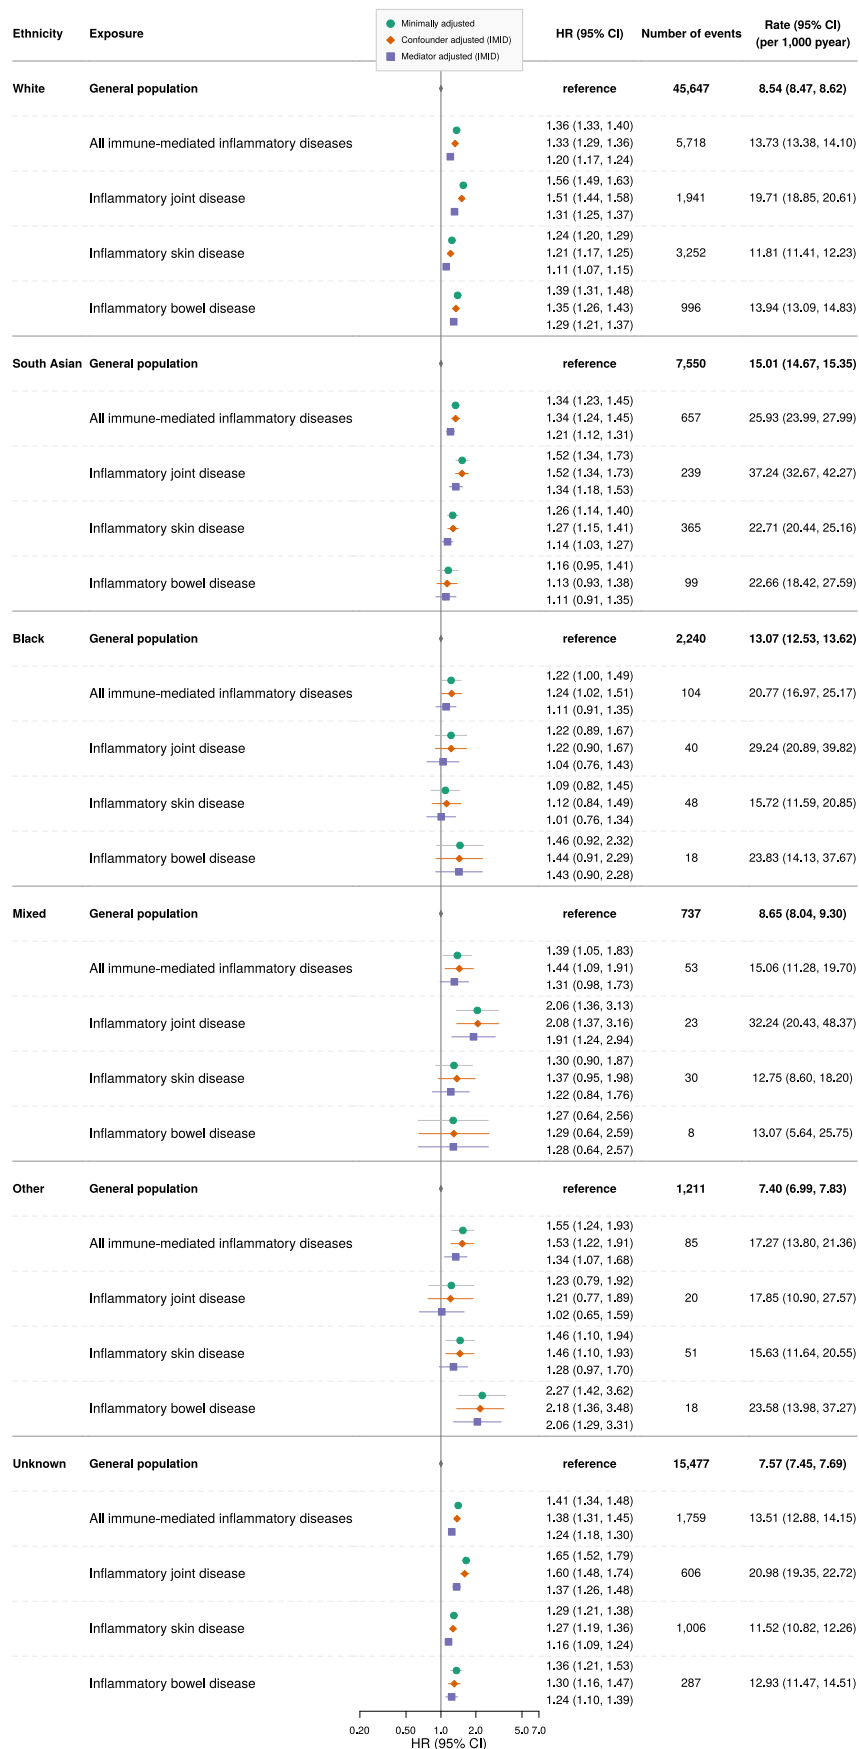 Ethnicity Exposure HR (95% CI) Number of events Rate (95% CI) (per 1,000 pyear)
Minimally adjusted
Confounder adjusted (IMID)
Mediator adjusted (IMID)
White General population reference 45,647 8.54 (8.47, 8.62)
1.36 (1.33, 1.40)
All immune-mediated inflammatory diseases 1.33 (1.29, 1.36) 5,718 13.73 (13.38, 14.10)
1.20 (1.17, 1.24)
1.56 (1.49, 1.63)
Inflammatory joint disease 1.51 (1.44, 1.58) 1,941 19.71 (18.85, 20.61)
1.31 (1.25, 1.37)
1.24 (1.20, 1.29)
Inflammatory skin disease 1.21 (1.17, 1.25) 3,252 11.81 (11.41, 12.23)
1.11 (1.07, 1.15)
1.39 (1.31, 1.48)
Inflammatory bowel disease 1.35 (1.26, 1.43) 996 13.94 (13.09, 14.83)
1.29 (1.21, 1.37)
South Asian General population reference 7,550 15.01 (14.67, 15.35)
1.34 (1.23, 1.45)
All immune-mediated inflammatory diseases 1.34 (1.24, 1.45) 657 25.93 (23.99, 27.99)
1.21 (1.12, 1.31)
1.52 (1.34, 1.73)
Inflammatory joint disease 1.52 (1.34, 1.73) 239 37.24 (32.67, 42.27)
1.34 (1.18, 1.53)
1.26 (1.14, 1.40)
Inflammatory skin disease 1.27 (1.15, 1.41) 365 22.71 (20.44, 25.16)
1.14 (1.03, 1.27)
1.16 (0.95, 1.41)
Inflammatory bowel disease 1.13 (0.93, 1.38) 99 22.66 (18.42, 27.59)
1.11 (0.91, 1.35)
Black General population reference 2,240 13.07 (12.53, 13.62)
1.22 (1.00, 1.49)
All immune-mediated inflammatory diseases 1.24 (1.02, 1.51) 104 20.77 (16.97, 25.17)
1.11 (0.91, 1.35)
1.22 (0.89, 1.67)
Inflammatory joint disease 1.22 (0.90, 1.67) 40 29.24 (20.89, 39.82)
1.04 (0.76, 1.43)
1.09 (0.82, 1.45)
Inflammatory skin disease 1.12 (0.84, 1.49) 48 15.72 (11.59, 20.85)
1.01 (0.76, 1.34)
1.46 (0.92, 2.32)
Inflammatory bowel disease 1.44 (0.91, 2.29) 18 23.83 (14.13, 37.67)
1.43 (0.90, 2.28)
Mixed General population reference 737 8.65 (8.04, 9.30)
1.39 (1.05, 1.83)
All immune-mediated inflammatory diseases 1.44 (1.09, 1.91) 53 15.06 (11.28, 19.70)
1.31 (0.98, 1.73)
2.06 (1.36, 3.13)
Inflammatory joint disease 2.08 (1.37, 3.16) 23 32.24 (20.43, 48.37)
1.91 (1.24, 2.94)
1.30 (0.90, 1.87)
Inflammatory skin disease 1.37 (0.95, 1.98) 30 12.75 (8.60, 18.20)
1.22 (0.84, 1.76)
1.27 (0.64, 2.56)
Inflammatory bowel disease 1.29 (0.64, 2.59) 8 13.07 (5.64, 25.75)
1.28 (0.64, 2.57)
Other General population reference 1,211 7.40 (6.99, 7.83)
1.55 (1.24, 1.93)
All immune-mediated inflammatory diseases 1.53 (1.22, 1.91) 85 17.27 (13.80, 21.36)
1.34 (1.07, 1.68)
1.23 (0.79, 1.92)
Inflammatory joint disease 1.21 (0.77, 1.89) 20 17.85 (10.90, 27.57)
1.02 (0.65, 1.59)
1.46 (1.10, 1.94)
Inflammatory skin disease 1.46 (1.10, 1.93) 51 15.63 (11.64, 20.55)
1.28 (0.97, 1.70)
2.27 (1.42, 3.62)
Inflammatory bowel disease 2.18 (1.36, 3.48) 18 23.58 (13.98, 37.27)
2.06 (1.29, 3.31)
Unknown General population reference 15,477 7.57 (7.45, 7.69)
1.41 (1.34, 1.48)
All immune-mediated inflammatory diseases 1.38 (1.31, 1.45) 1,759 13.51 (12.88, 14.15)
1.24 (1.18, 1.30)
1.65 (1.52, 1.79)
Inflammatory joint disease 1.60 (1.48, 1.74) 606 20.98 (19.35, 22.72)
1.37 (1.26, 1.48)
1.29 (1.21, 1.38)
Inflammatory skin disease 1.27 (1.19, 1.36) 1,006 11.52 (10.82, 12.26)
1.16 (1.09, 1.24)
1.36 (1.21, 1.53)
Inflammatory bowel disease 1.30 (1.16, 1.47) 287 12.93 (11.47, 14.51)
1.24 (1.10, 1.39)
0.20 0.50 1.0 2.0 5.0 7.0
HR (95% CI)